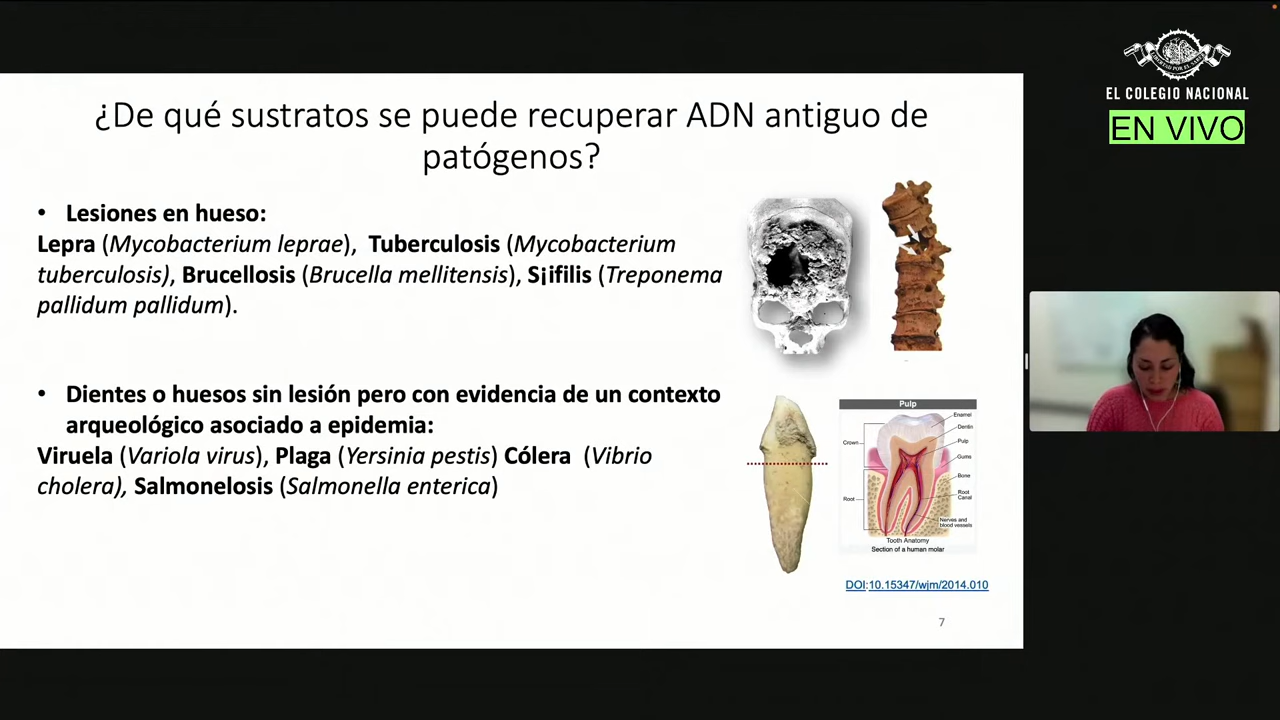 EL COLEGIO NACIONAL
EN VIVO
¿De qué sustratos se puede recuperar ADN antiguo de
patógenos?
• Lesiones en hueso:
Lepra (Mycobacterium leprae), Tuberculosis (Mycobacterium
tuberculosis), Brucellosis (Brucella mellitensis), S¡ifilis (Treponema
pallidum pallidum).
• Dientes o huesos sin lesión pero con evidencia de un contexto
arqueológico asociado a epidemia:
Viruela (Variola virus), Plaga (Yersinia pestis) Cólera (Vibrio
cholera), Salmonelosis (Salmonella enterica)
Pulp
Enamel
Dentin
Crown
Pulp
Gums
Bone
Root
Root
Canal
Nerves and
blood vessels
Tooth Anatomy
Section of a human molar
DOI:10.15347/wjm/2014.010
7